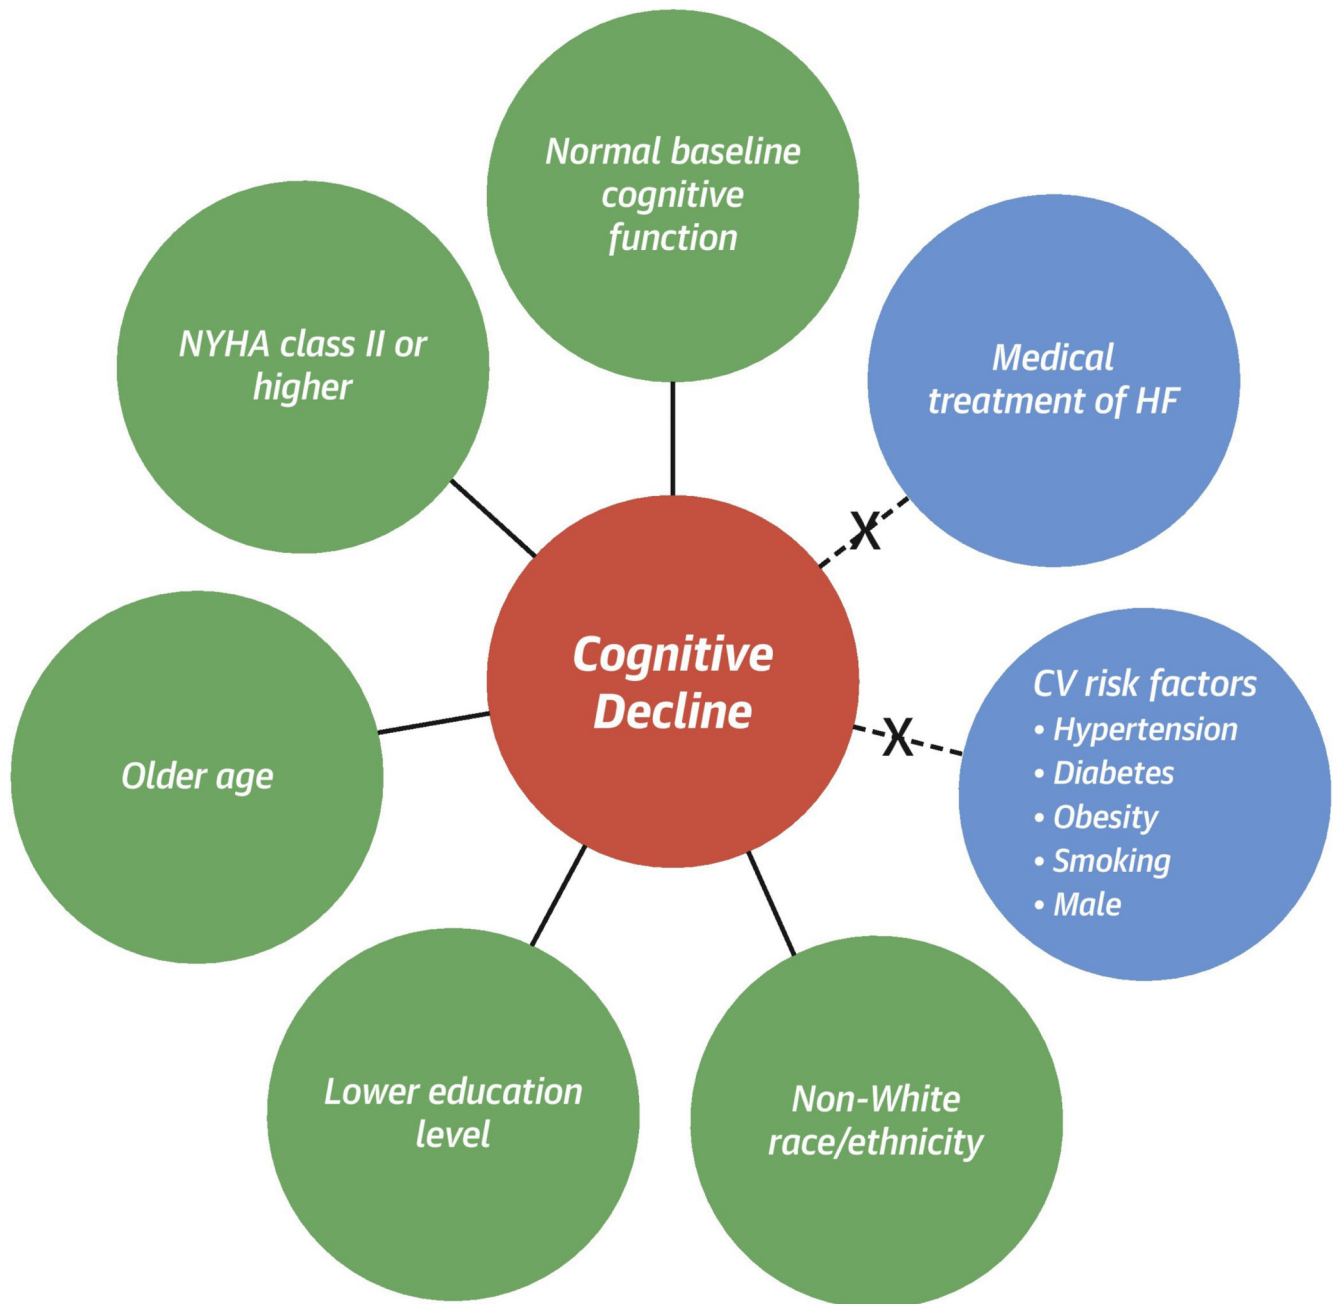 Normal baseline
cognitive
function
NYHA class II or
higher
Medical
treatment of HF
X
Cognitive
Decline
CV risk factors
• Hypertension
• Diabetes
• Obesity
• Smoking
• Male
X
Older age
Lower education
level
Non-White
race/ethnicity